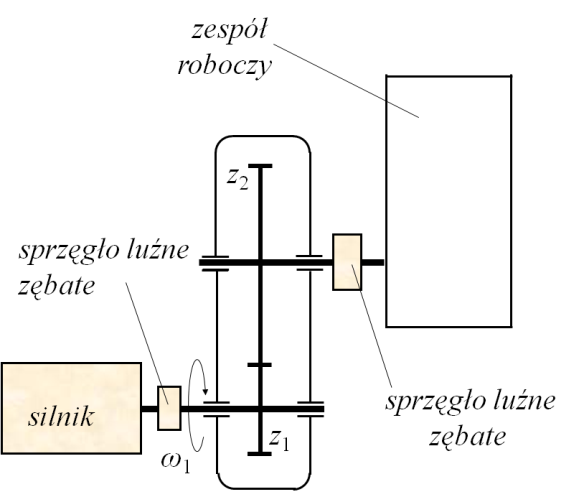 zespół
roboczy
z2
sprzęgło luźne
zębate
silnik
ω1
z1
sprzęgło luźne
zębate